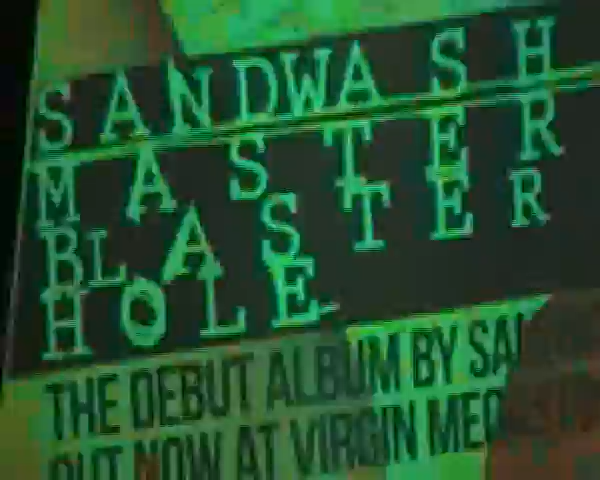 SANDWASH
MASTER
BLASTER
HOLE
THE DEBUT ALBUM BY
OUT NOW AT VIRGIN